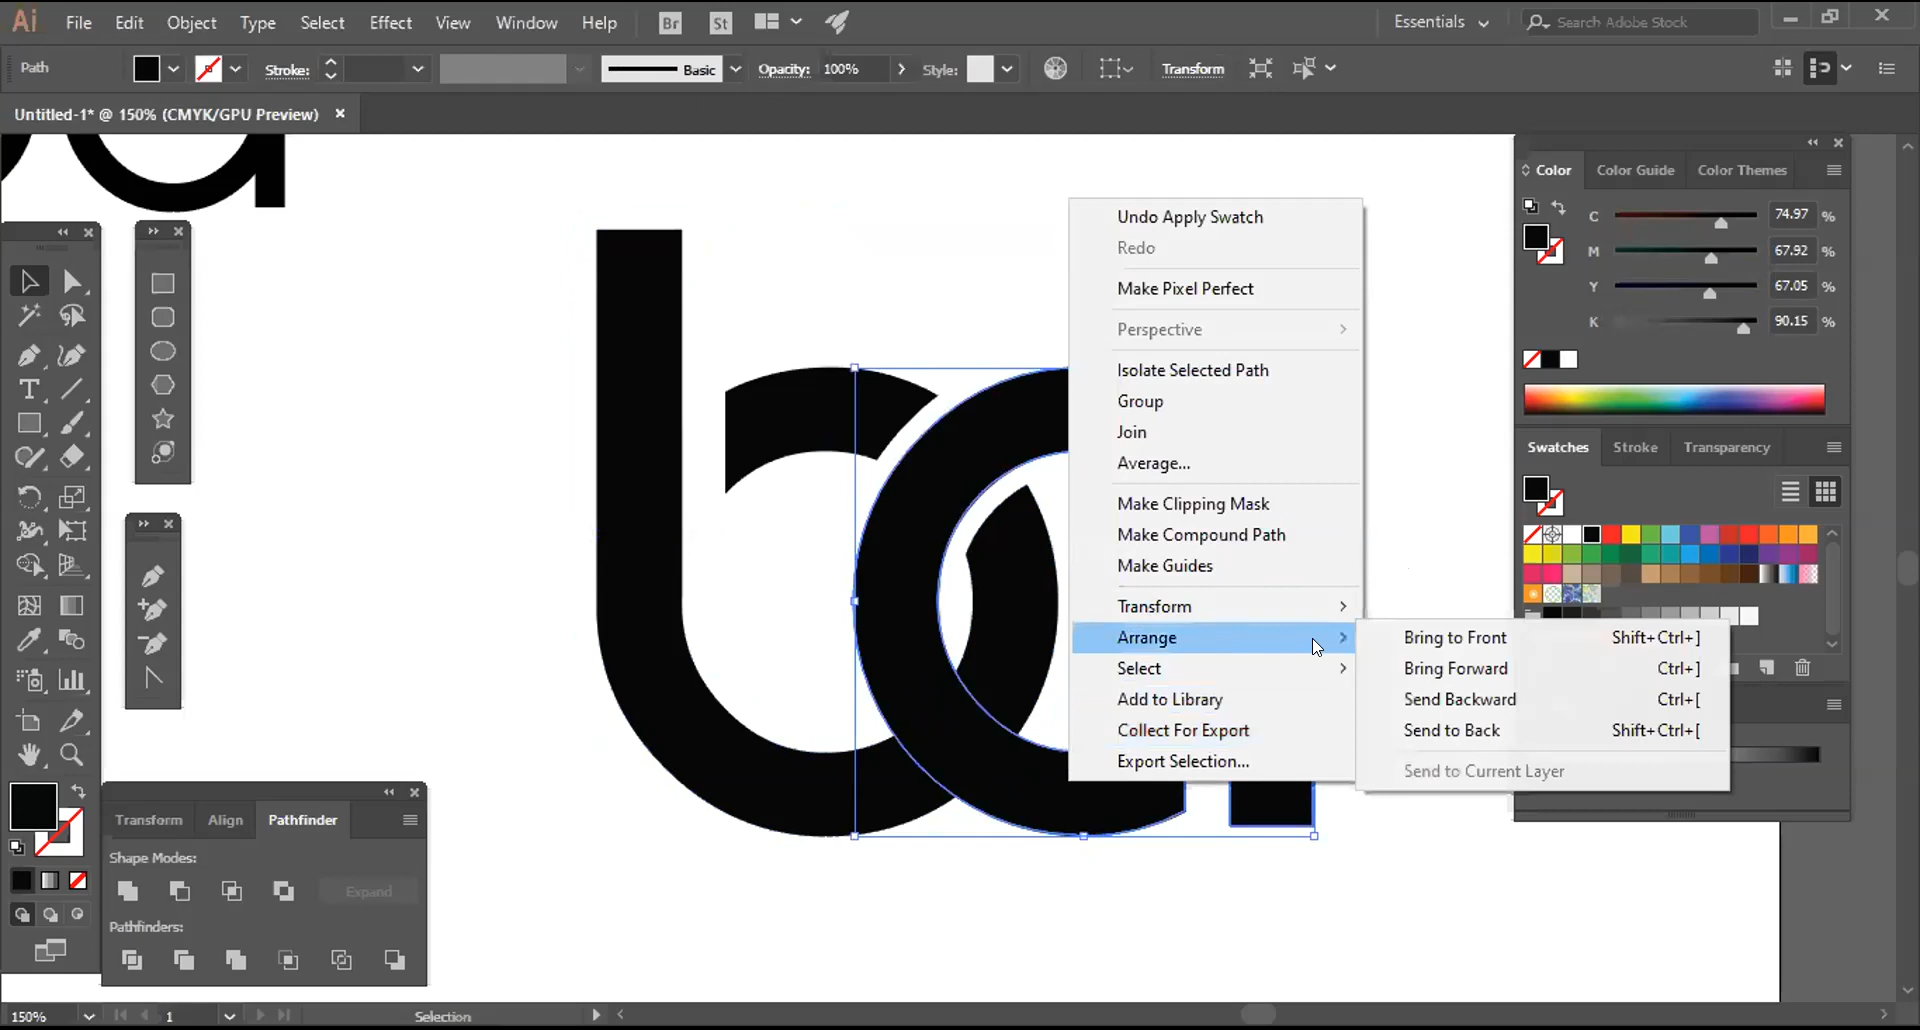 Ai File Edit Object Type Select Effect View Window Help Br St Essentials Search Adobe Stock
Path Stroke: Basic Opacity: 100% Style: Transform
Untitled-1* @ 150% (CMYK/GPU Preview)
ba
Color Color Guide Color Themes
C 74.97 %
M 67.92 %
Y 67.05 %
K 90.15 %
Swatches Stroke Transparency
Undo Apply Swatch
Redo
Make Pixel Perfect
Perspective
Isolate Selected Path
Group
Join
Average...
Make Clipping Mask
Make Compound Path
Make Guides
Transform
Arrange
Select
Add to Library
Collect For Export
Export Selection...
Bring to Front Shift+Ctrl+]
Bring Forward Ctrl+]
Send Backward Ctrl+[
Send to Back Shift+Ctrl+[
Send to Current Layer
Transform Align Pathfinder
Shape Modes:
Expand
Pathfinders:
150% 1 Selection